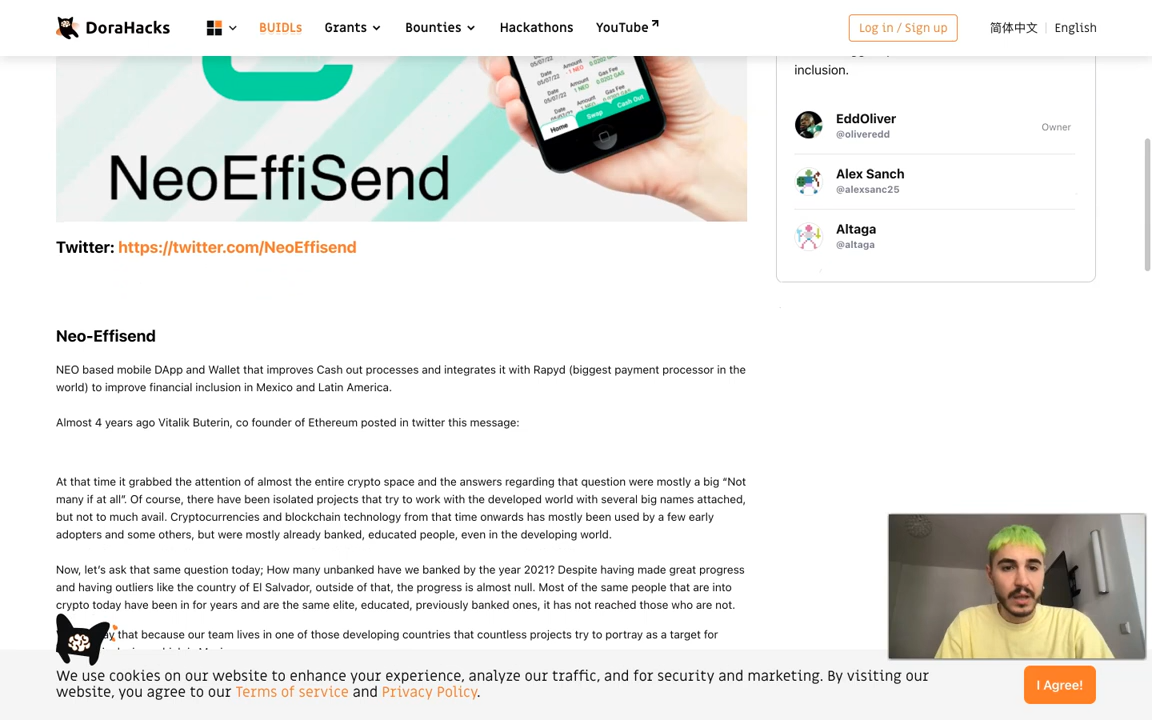 DoraHacks
BUIDLs
Grants
Bounties
Hackathons
YouTube
Log in / Sign up
简体中文
English
inclusion.
Date
05/07/22
Amount
Gas Fee
Home
Swap
Cash Out
NeoEffiSend
EddOliver
@oliveredd
Owner
Alex Sanch
@alexsanc25
Altaga
@altaga
Twitter: https://twitter.com/NeoEffisend
Neo-Effisend
NEO based mobile DApp and Wallet that improves Cash out processes and integrates it with Rapyd (biggest payment processor in the
world) to improve financial inclusion in Mexico and Latin America.
Almost 4 years ago Vitalik Buterin, co founder of Ethereum posted in twitter this message:
At that time it grabbed the attention of almost the entire crypto space and the answers regarding that question were mostly a big “Not
many if at all”. Of course, there have been isolated projects that try to work with the developed world with several big names attached,
but not to much avail. Cryptocurrencies and blockchain technology from that time onwards has mostly been used by a few early
adopters and some others, but were mostly already banked, educated people, even in the developing world.
Now, let’s ask that same question today; How many unbanked have we banked by the year 2021? Despite having made great progress
and having outliers like the country of El Salvador, outside of that, the progress is almost null. Most of the same people that are into
crypto today have been in for years and are the same elite, educated, previously banked ones, it has not reached those who are not.
that because our team lives in one of those developing countries that countless projects try to portray as a target for
We use cookies on our website to enhance your experience, analyze our traffic, and for security and marketing. By visiting our
website, you agree to our Terms of service and Privacy Policy.
I Agree!